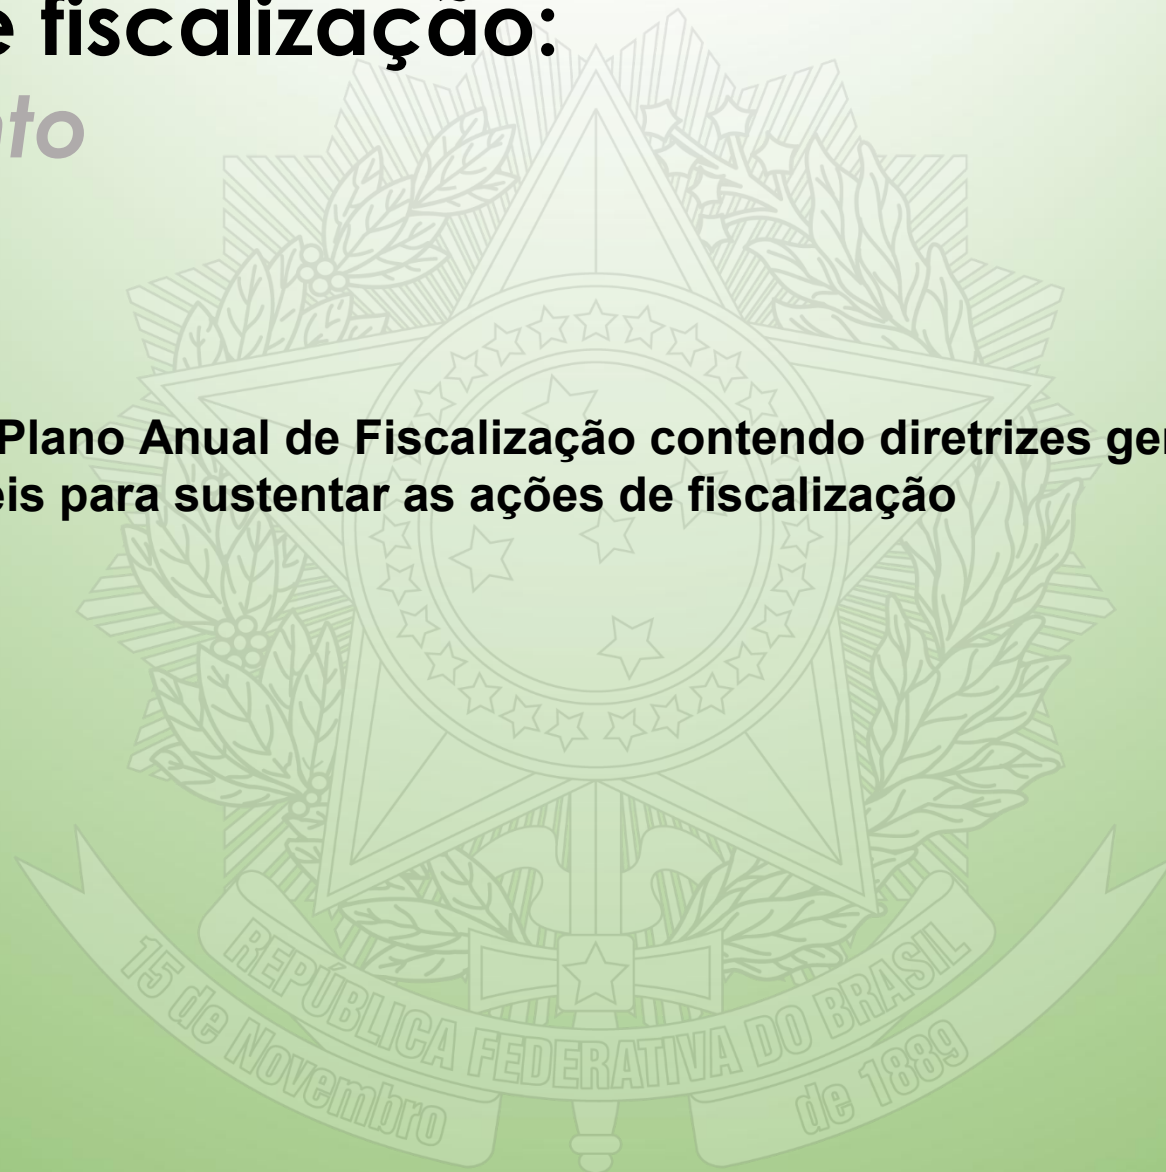 e fiscalização:
nto
Plano Anual de Fiscalização contendo diretrizes ger
eis para sustentar as ações de fiscalização
REPÚBLICA FEDERATIVA DO BRASIL
15 de Novembro de 1889